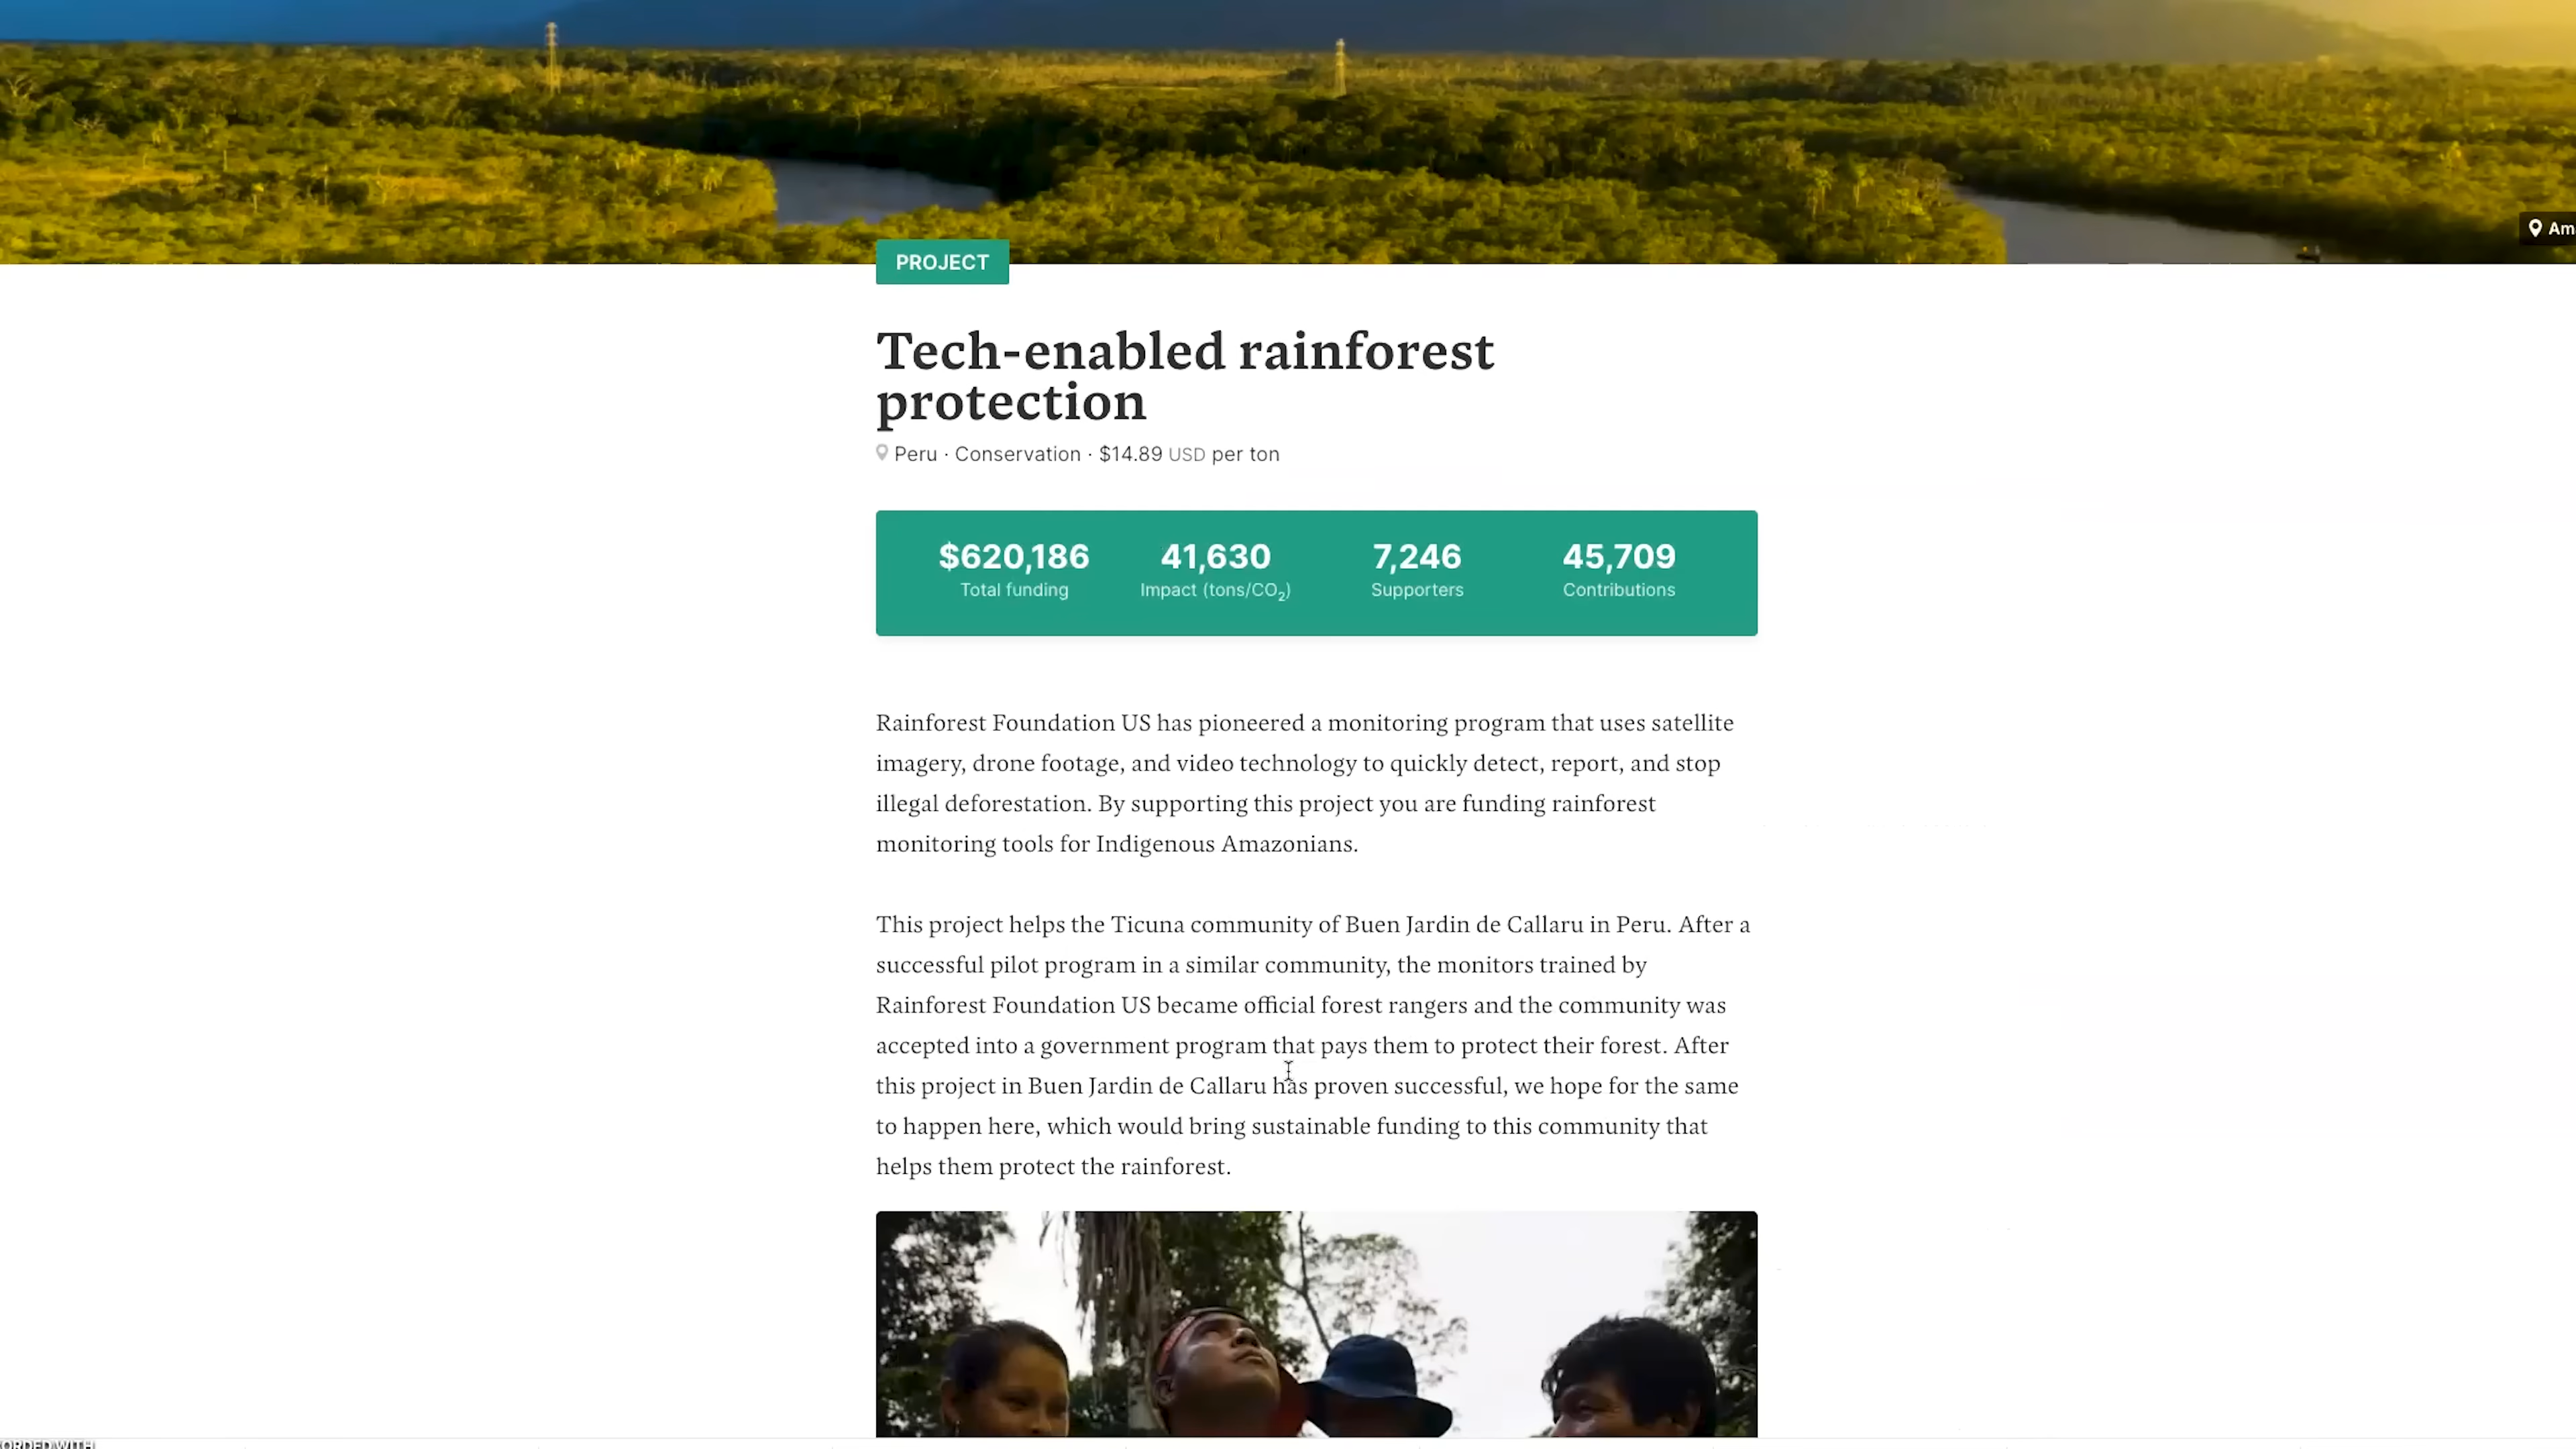 Am
PROJECT
Tech-enabled rainforest
protection
Peru · Conservation · $14.89 USD per ton
$620,186 41,630 7,246 45,709
Total funding Impact (tons/CO₂) Supporters Contributions
Rainforest Foundation US has pioneered a monitoring program that uses satellite
imagery, drone footage, and video technology to quickly detect, report, and stop
illegal deforestation. By supporting this project you are funding rainforest
monitoring tools for Indigenous Amazonians.
This project helps the Ticuna community of Buen Jardin de Callaru in Peru. After a
successful pilot program in a similar community, the monitors trained by
Rainforest Foundation US became official forest rangers and the community was
accepted into a government program that pays them to protect their forest. After
this project in Buen Jardin de Callaru has proven successful, we hope for the same
to happen here, which would bring sustainable funding to this community that
helps them protect the rainforest.
ORDED WITH